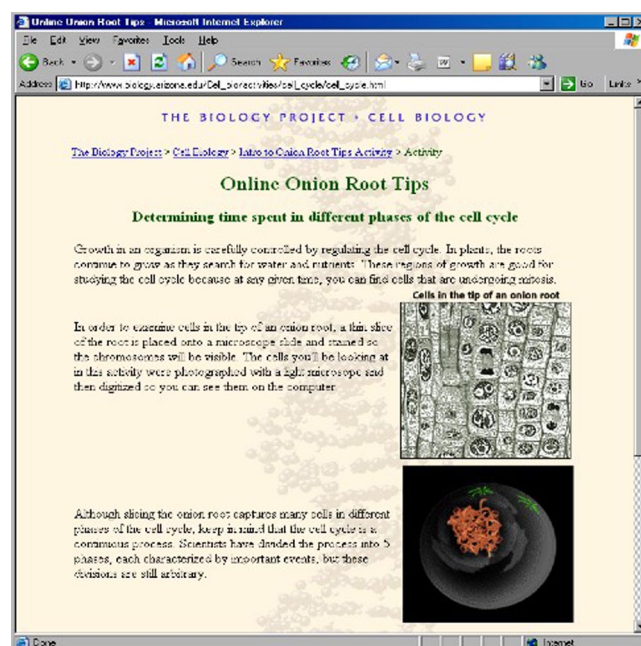 Online Onion Root Tips - Microsoft Internet Explorer
File Edit View Favorites Tools Help
Back Search Favorites
Address http://www.biology.arizona.edu/Cell_bio/activities/cell_cycle/cell_cycle.html Go Links
THE BIOLOGY PROJECT • CELL BIOLOGY
The Biology Project > Cell Biology > Intro to Onion Root Tips Activity > Activity
Online Onion Root Tips
Determining time spent in different phases of the cell cycle
Growth in an organism is carefully controlled by regulating the cell cycle. In plants, the roots
continue to grow as they search for water and nutrients. These regions of growth are good for
studying the cell cycle because at any given time, you can find cells that are undergoing mitosis.
Cells in the tip of an onion root
In order to examine cells in the tip of an onion root, a thin slice
of the root is placed onto a microscope slide and stained so
the chromosomes will be visible. The cells you'll be looking at
in this activity were photographed with a light microscope and
then digitized so you can see them on the computer.
Although slicing the onion root captures many cells in different
phases of the cell cycle, keep in mind that the cell cycle is a
continuous process. Scientists have divided the process into 5
phases, each characterized by important events, but these
divisions are still arbitrary.
Done Internet